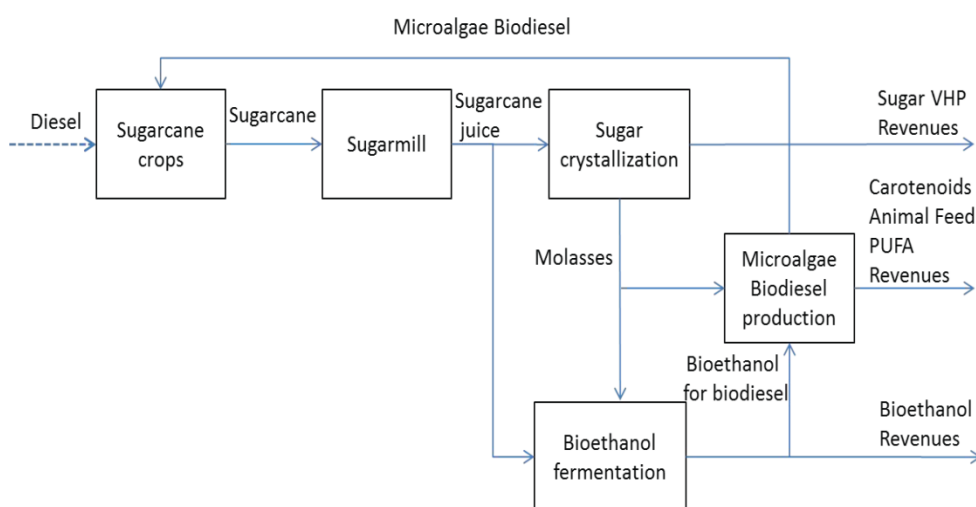 Microalgae Biodiesel
Diesel
Sugarcane
crops
Sugarcane
Sugarmill
Sugarcane
juice
Sugar
crystallization
Sugar VHP
Revenues
Carotenoids
Animal Feed
PUFA
Revenues
Molasses
Microalgae
Biodiesel
production
Bioethanol
for biodiesel
Bioethanol
fermentation
Bioethanol
Revenues